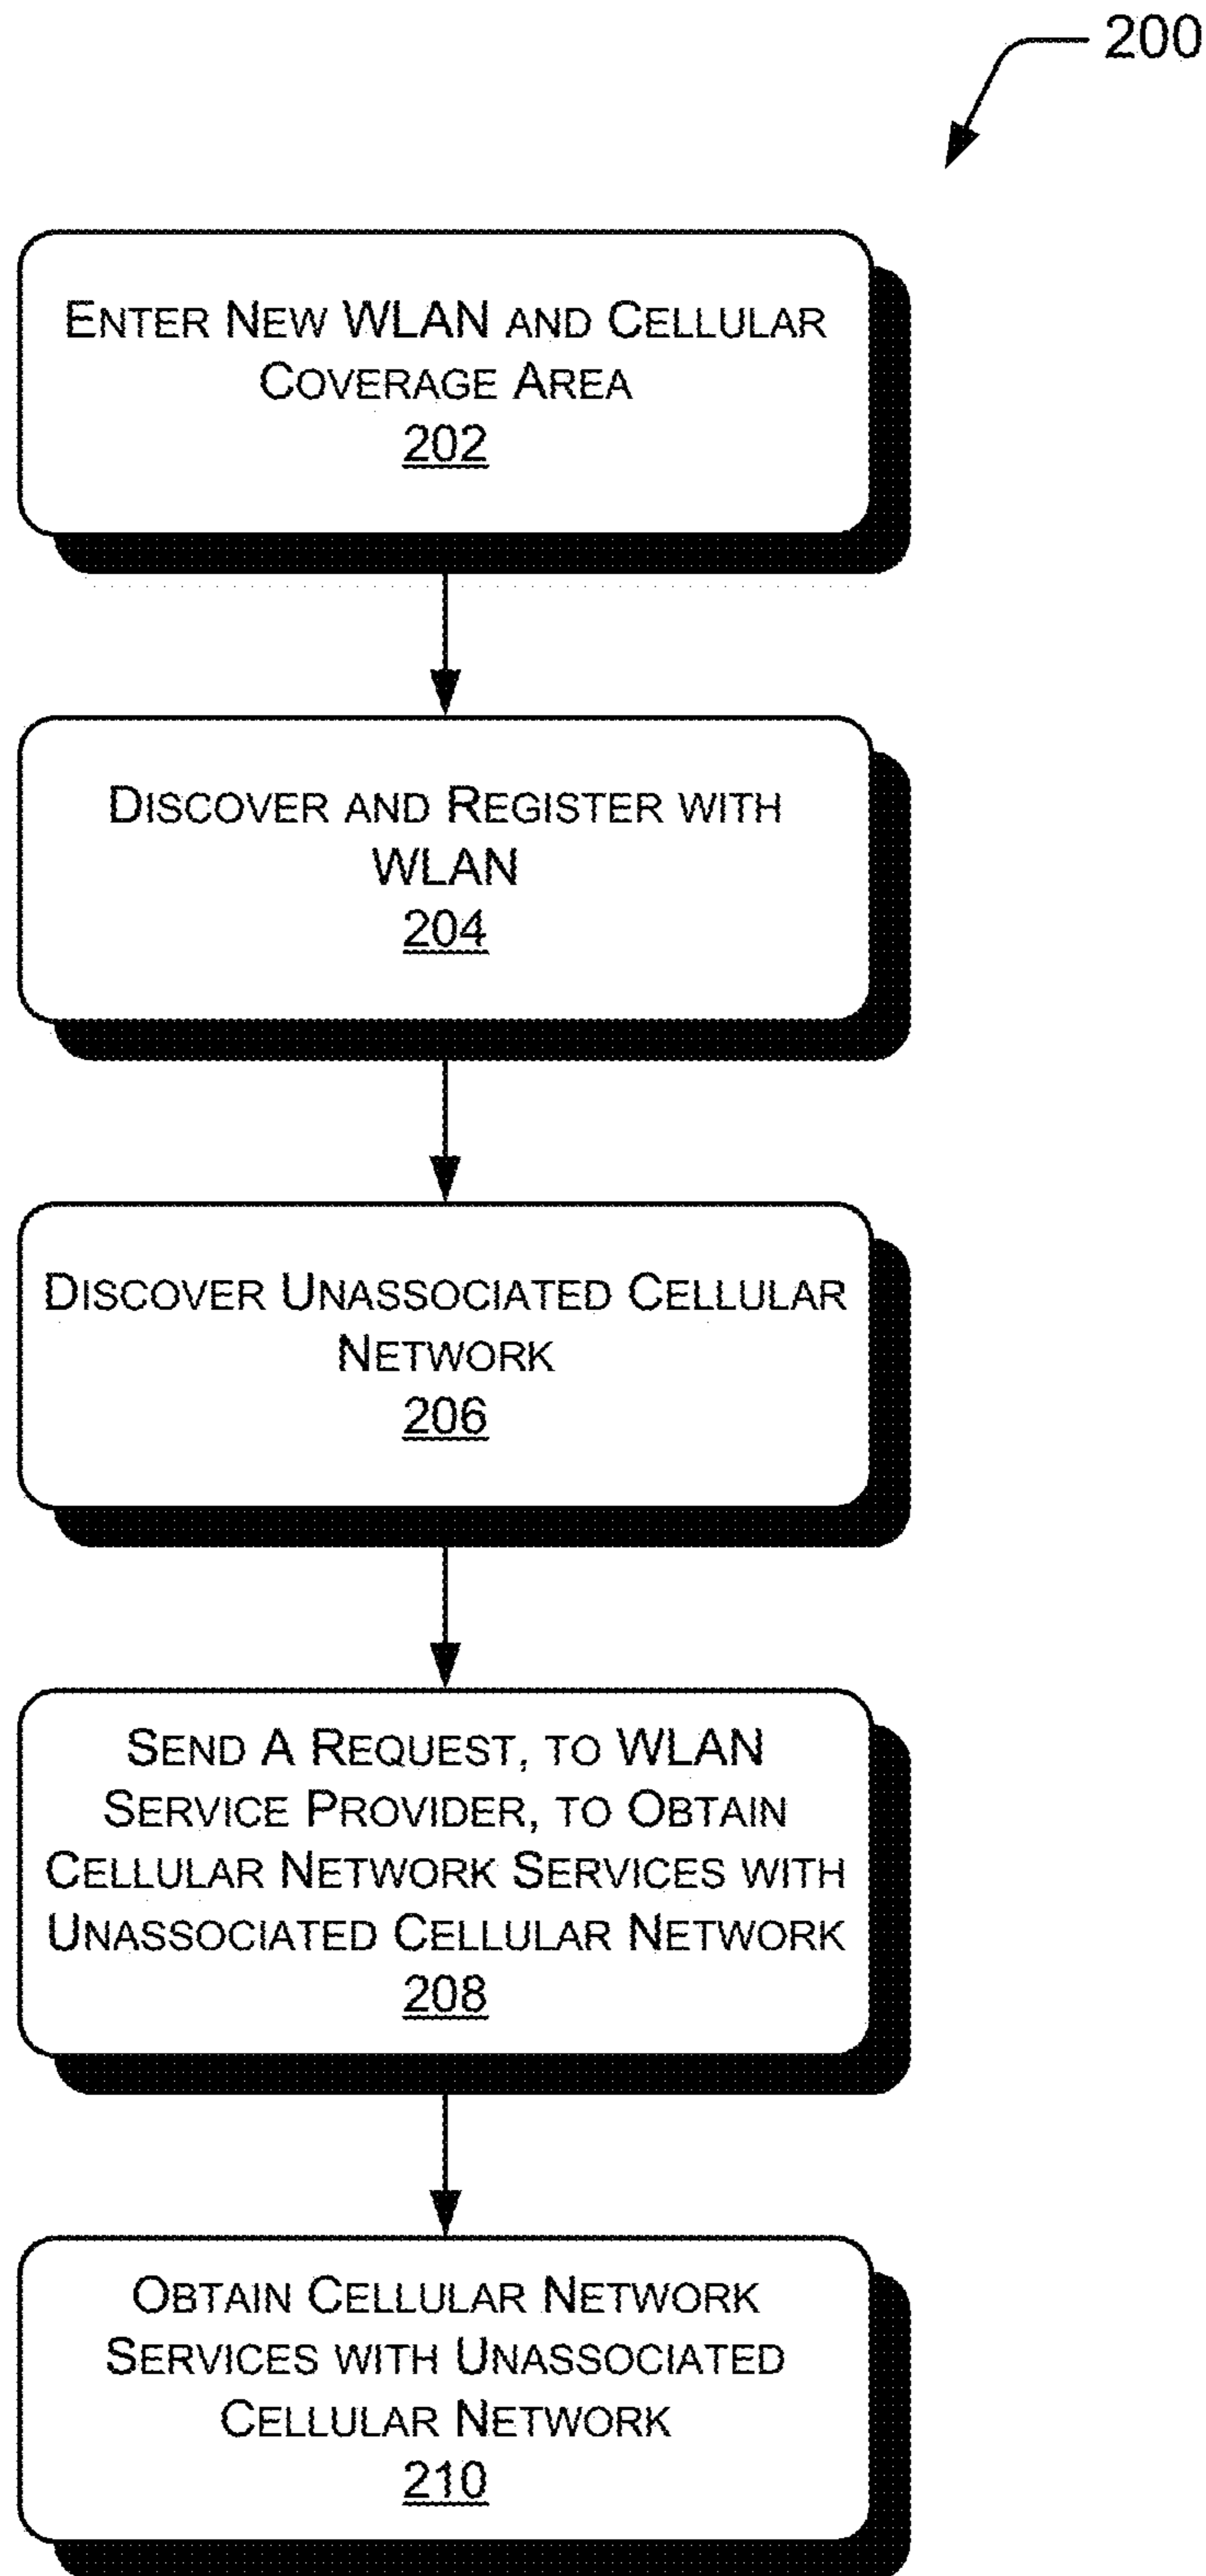 200
ENTER NEW WLAN AND CELLULAR
COVERAGE AREA
202
DISCOVER AND REGISTER WITH
WLAN
204
DISCOVER UNASSOCIATED CELLULAR
NETWORK
206
SEND A REQUEST, TO WLAN
SERVICE PROVIDER, TO OBTAIN
CELLULAR NETWORK SERVICES WITH
UNASSOCIATED CELLULAR NETWORK
208
OBTAIN CELLULAR NETWORK
SERVICES WITH UNASSOCIATED
CELLULAR NETWORK
210